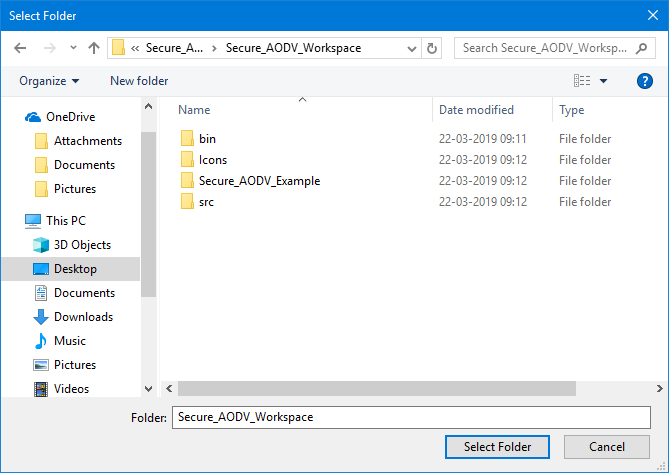 Select Folder
« Secure_A... > Secure_AODV_Workspace
Search Secure_AODV_Worksp...
Organize
New folder
?
Name
Date modified
Type
OneDrive
Attachments
Documents
Pictures
This PC
3D Objects
Desktop
Documents
Downloads
Music
Pictures
Videos
bin 22-03-2019 09:11 File folder
Icons 22-03-2019 09:12 File folder
Secure_AODV_Example 22-03-2019 09:12 File folder
src 22-03-2019 09:12 File folder
Folder: Secure_AODV_Workspace
Select Folder
Cancel